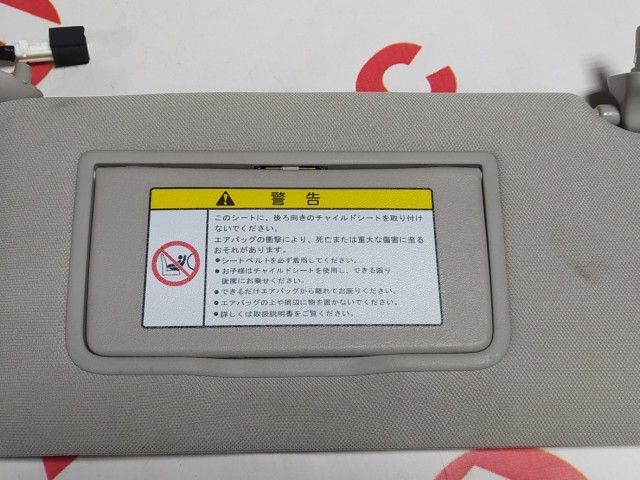 警告
このシートに、後ろ向きのチャイルドシートを取り付け
ないでください。
エアバッグの衝撃により、死亡または重大な傷害に至る
おそれがあります。
●シートベルトを必ず着用してください。
●お子様はチャイルドシートを使用し、できる限り
後席にお乗せください。
●できるだけエアバッグから離れてお座りください。
●エアバッグの上や周辺に物を置かないでください。
●詳しくは取扱説明書をご覧ください。